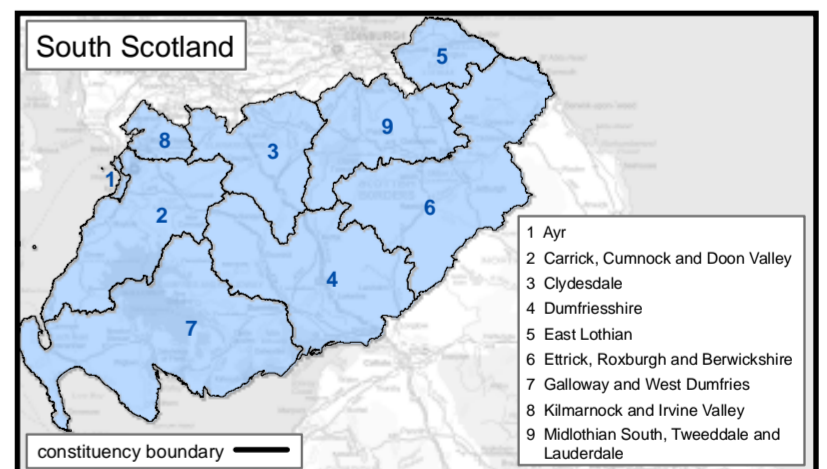 South Scotland
5
9
8
3
1
2
6
4
7
1 Ayr
2 Carrick, Cumnock and Doon Valley
3 Clydesdale
4 Dumfriesshire
5 East Lothian
6 Ettrick, Roxburgh and Berwickshire
7 Galloway and West Dumfries
8 Kilmarnock and Irvine Valley
9 Midlothian South, Tweeddale and
Lauderdale
constituency boundary